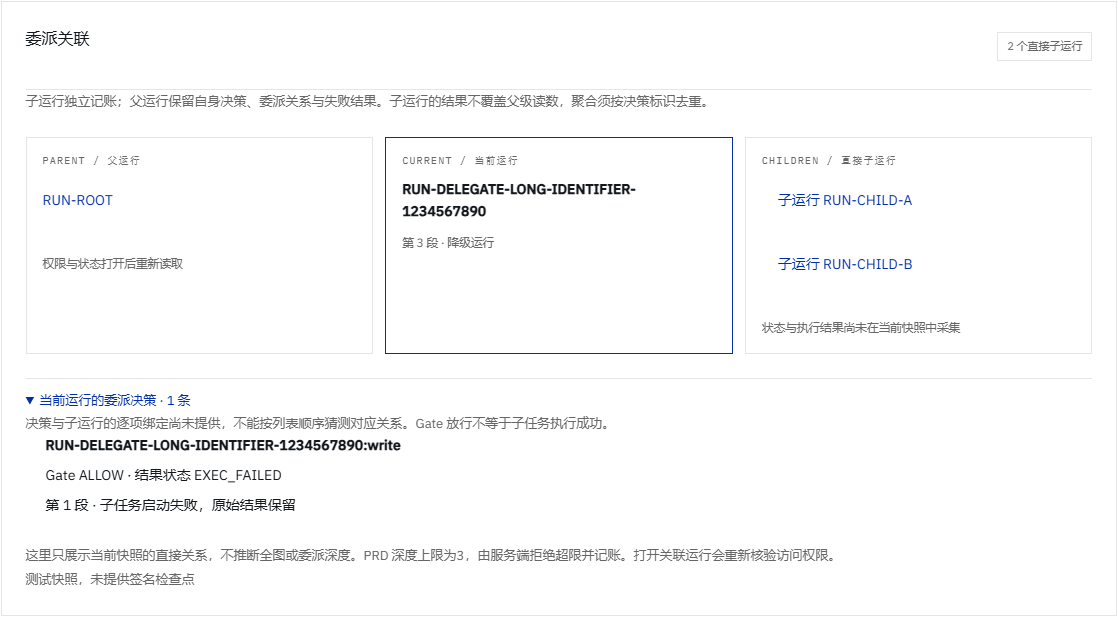 委派关联
2 个直接子运行
子运行独立记账；父运行保留自身决策、委派关系与失败结果。子运行的结果不覆盖父级读数，聚合须按决策标识去重。
PARENT / 父运行
RUN-ROOT
权限与状态打开后重新读取
CURRENT / 当前运行
RUN-DELEGATE-LONG-IDENTIFIER-
1234567890
第 3 段 · 降级运行
CHILDREN / 直接子运行
子运行 RUN-CHILD-A
子运行 RUN-CHILD-B
状态与执行结果尚未在当前快照中采集
▼ 当前运行的委派决策 · 1 条
决策与子运行的逐项绑定尚未提供，不能按列表顺序猜测对应关系。Gate 放行不等于子任务执行成功。
RUN-DELEGATE-LONG-IDENTIFIER-1234567890:write
Gate ALLOW · 结果状态 EXEC_FAILED
第 1 段 · 子任务启动失败，原始结果保留
这里只展示当前快照的直接关系，不推断全图或委派深度。PRD 深度上限为3，由服务端拒绝超限并记账。打开关联运行会重新核验访问权限。
测试快照，未提供签名检查点